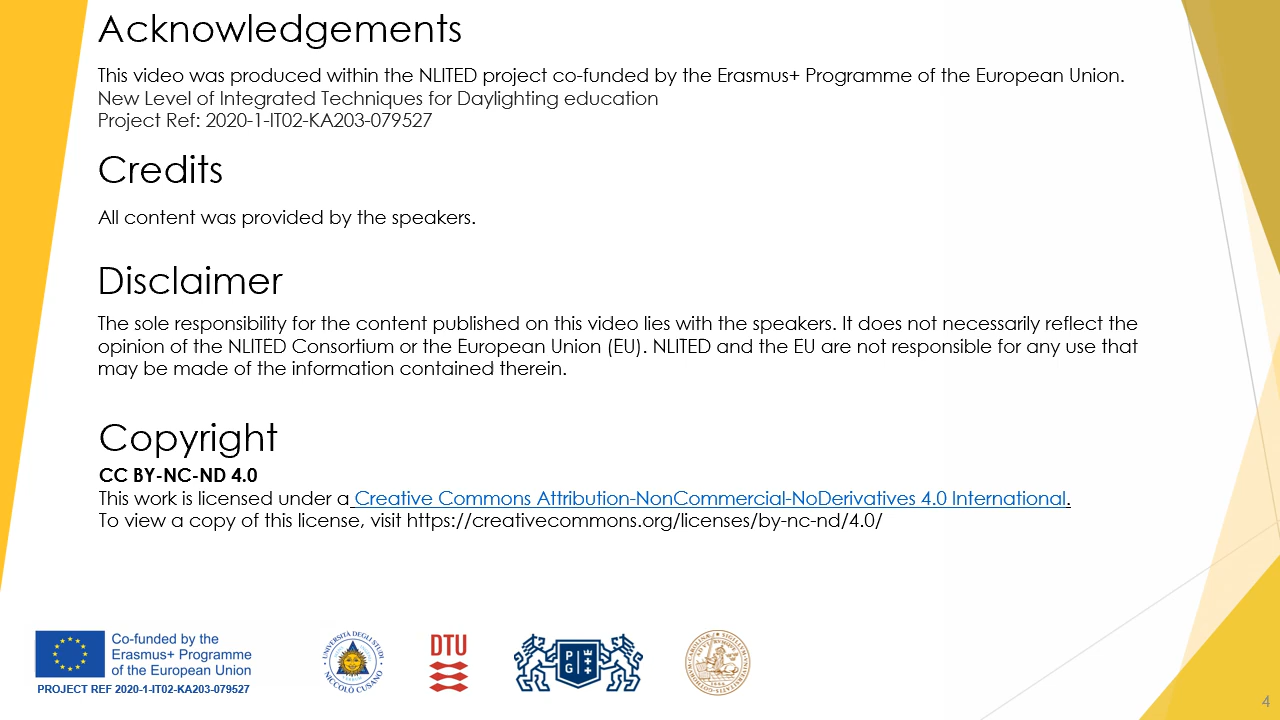 Acknowledgements
This video was produced within the NLITED project co-funded by the Erasmus+ Programme of the European Union.
New Level of Integrated Techniques for Daylighting education
Project Ref: 2020-1-IT02-KA203-079527
Credits
All content was provided by the speakers.
Disclaimer
The sole responsibility for the content published on this video lies with the speakers. It does not necessarily reflect the
opinion of the NLITED Consortium or the European Union (EU). NLITED and the EU are not responsible for any use that
may be made of the information contained therein.
Copyright
CC BY-NC-ND 4.0
This work is licensed under a Creative Commons Attribution-NonCommercial-NoDerivatives 4.0 International.
To view a copy of this license, visit https://creativecommons.org/licenses/by-nc-nd/4.0/
Co-funded by the
Erasmus+ Programme
of the European Union
PROJECT REF 2020-1-IT02-KA203-079527
UNIVERSITÀ DEGLI STUDI
NICCOLÒ CUSANO
DTU
P G
4